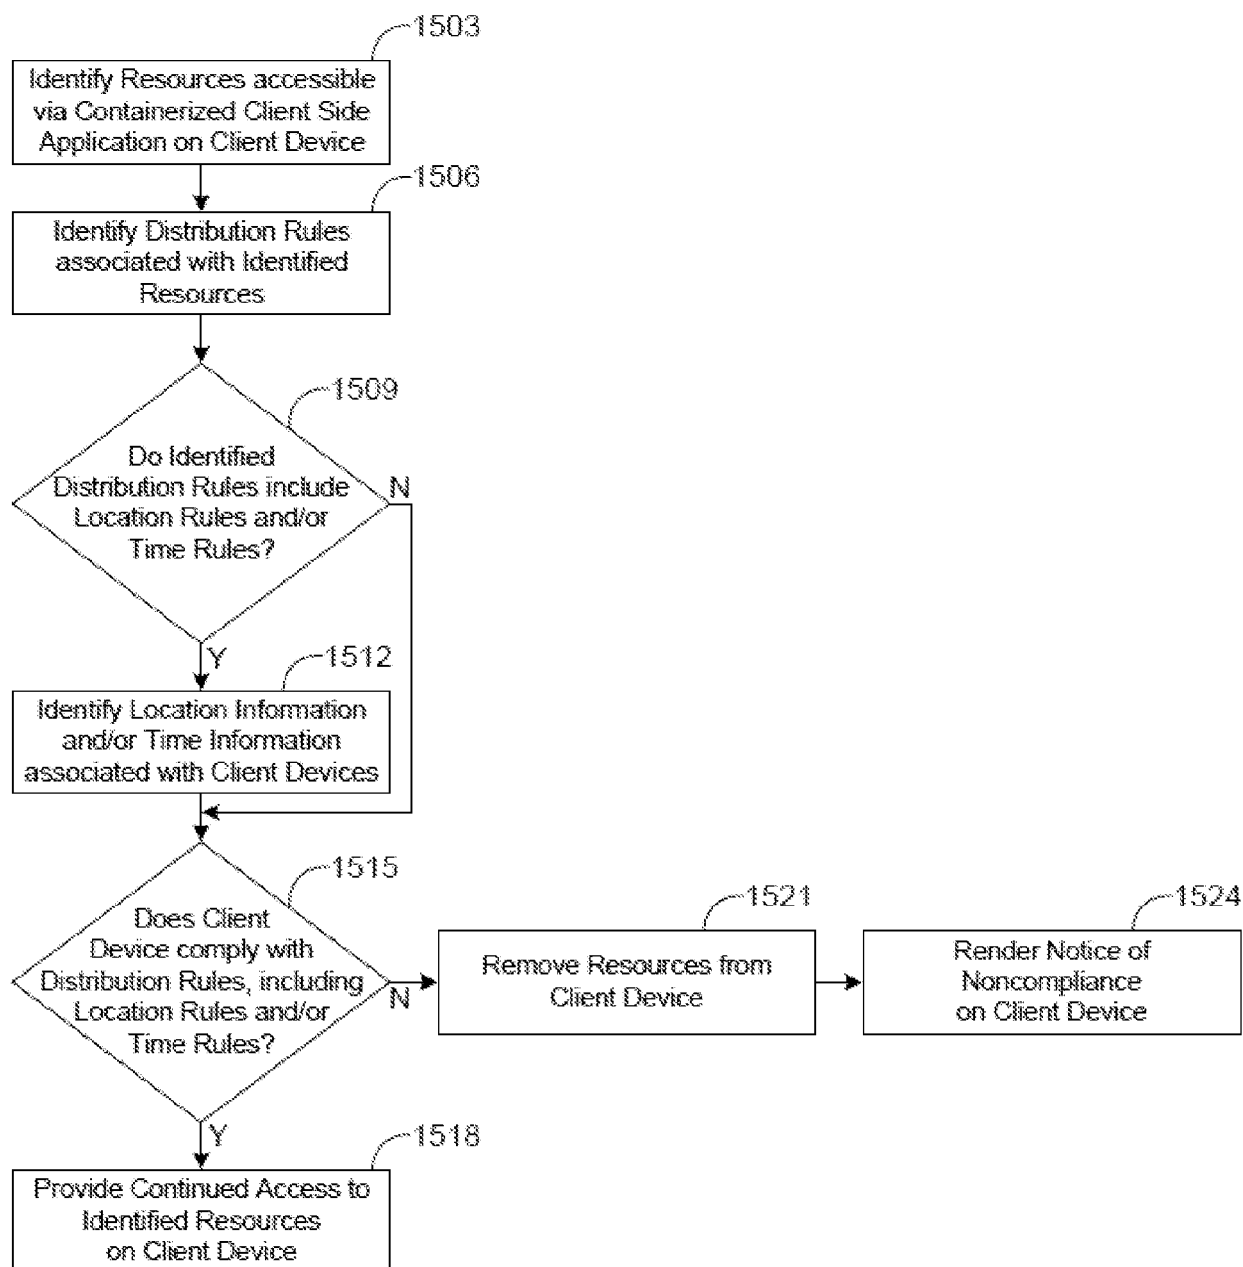 1503
Identify Resources accessible
via Containerized Client Side
Application on Client Device
1506
Identify Distribution Rules
associated with Identified
Resources
1509
Do Identified
Distribution Rules include
Location Rules and/or
Time Rules?
N
Y
1512
Identify Location Information
and/or Time Information
associated with Client Devices
1515
Does Client
Device comply with
Distribution Rules, including
Location Rules and/or
Time Rules?
N
Y
1521
Remove Resources from
Client Device
1524
Render Notice of
Noncompliance
on Client Device
1518
Provide Continued Access to
Identified Resources
on Client Device